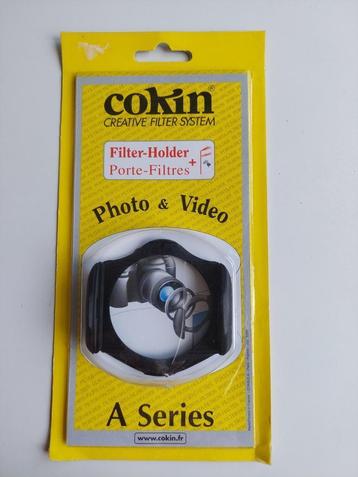 cokin
CREATIVE FILTER SYSTEM
Filter-Holder
Porte-Filtres
+
Photo & Video
A Series
www.cokin.fr